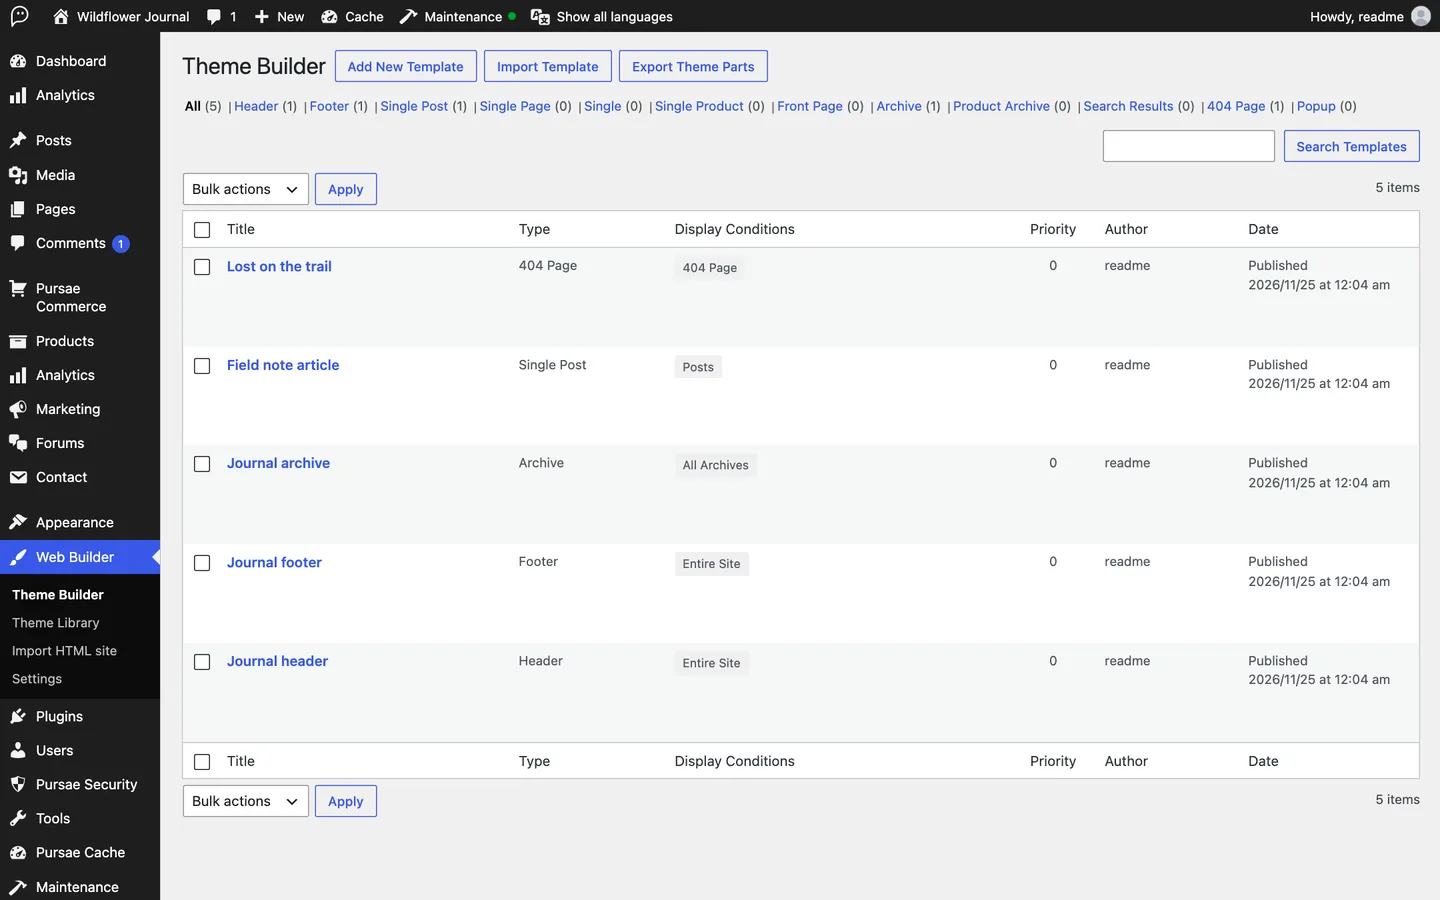 Wildflower Journal 1 New Cache Maintenance Show all languages Howdy, readme
Dashboard
Analytics
Posts
Media
Pages
Comments 1
Pursae
Commerce
Products
Analytics
Marketing
Forums
Contact
Appearance
Web Builder
Theme Builder
Theme Library
Import HTML site
Settings
Plugins
Users
Pursae Security
Tools
Pursae Cache
Maintenance
Theme Builder Add New Template Import Template Export Theme Parts
All (5) | Header (1) | Footer (1) | Single Post (1) | Single Page (0) | Single (0) | Single Product (0) | Front Page (0) | Archive (1) | Product Archive (0) | Search Results (0) | 404 Page (1) | Popup (0)
Search Templates
Bulk actions Apply 5 items
Title Type Display Conditions Priority Author Date
Lost on the trail 404 Page 404 Page 0 readme Published
2026/11/25 at 12:04 am
Field note article Single Post Posts 0 readme Published
2026/11/25 at 12:04 am
Journal archive Archive All Archives 0 readme Published
2026/11/25 at 12:04 am
Journal footer Footer Entire Site 0 readme Published
2026/11/25 at 12:04 am
Journal header Header Entire Site 0 readme Published
2026/11/25 at 12:04 am
Title Type Display Conditions Priority Author Date
Bulk actions Apply 5 items